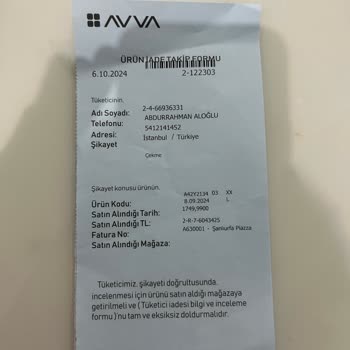 AVVA
ÜRÜN İADE TAKİP FORMU
6.10.2024 2-122303
Tüketicinin
2-4-66936331
Adı Soyadı: ABDURRAHMAN ALOĞLU
Telefonu: 5412141452
Adresi: İstanbul / Türkiye
Şikayet
Çekme
Şikayet konusu ürünün.
Ürün Kodu: A42Y2134 03 XX L
Satın Alındığı Tarih: 8.09.2024
Satın Alındığı TL: 1749,9900
Fatura No: 2-R-7-6043425
Satın Alındığı Mağaza: A630001 - Şanlıurfa Piazza
Tüketicimiz, şikayeti doğrultusunda,
incelenmesi için ürünü satın aldığı mağazaya
getirilmeli ve ( Tüketici iadesi bilgi ve inceleme
formu )'nu tam ve eksiksiz doldurmalıdır.